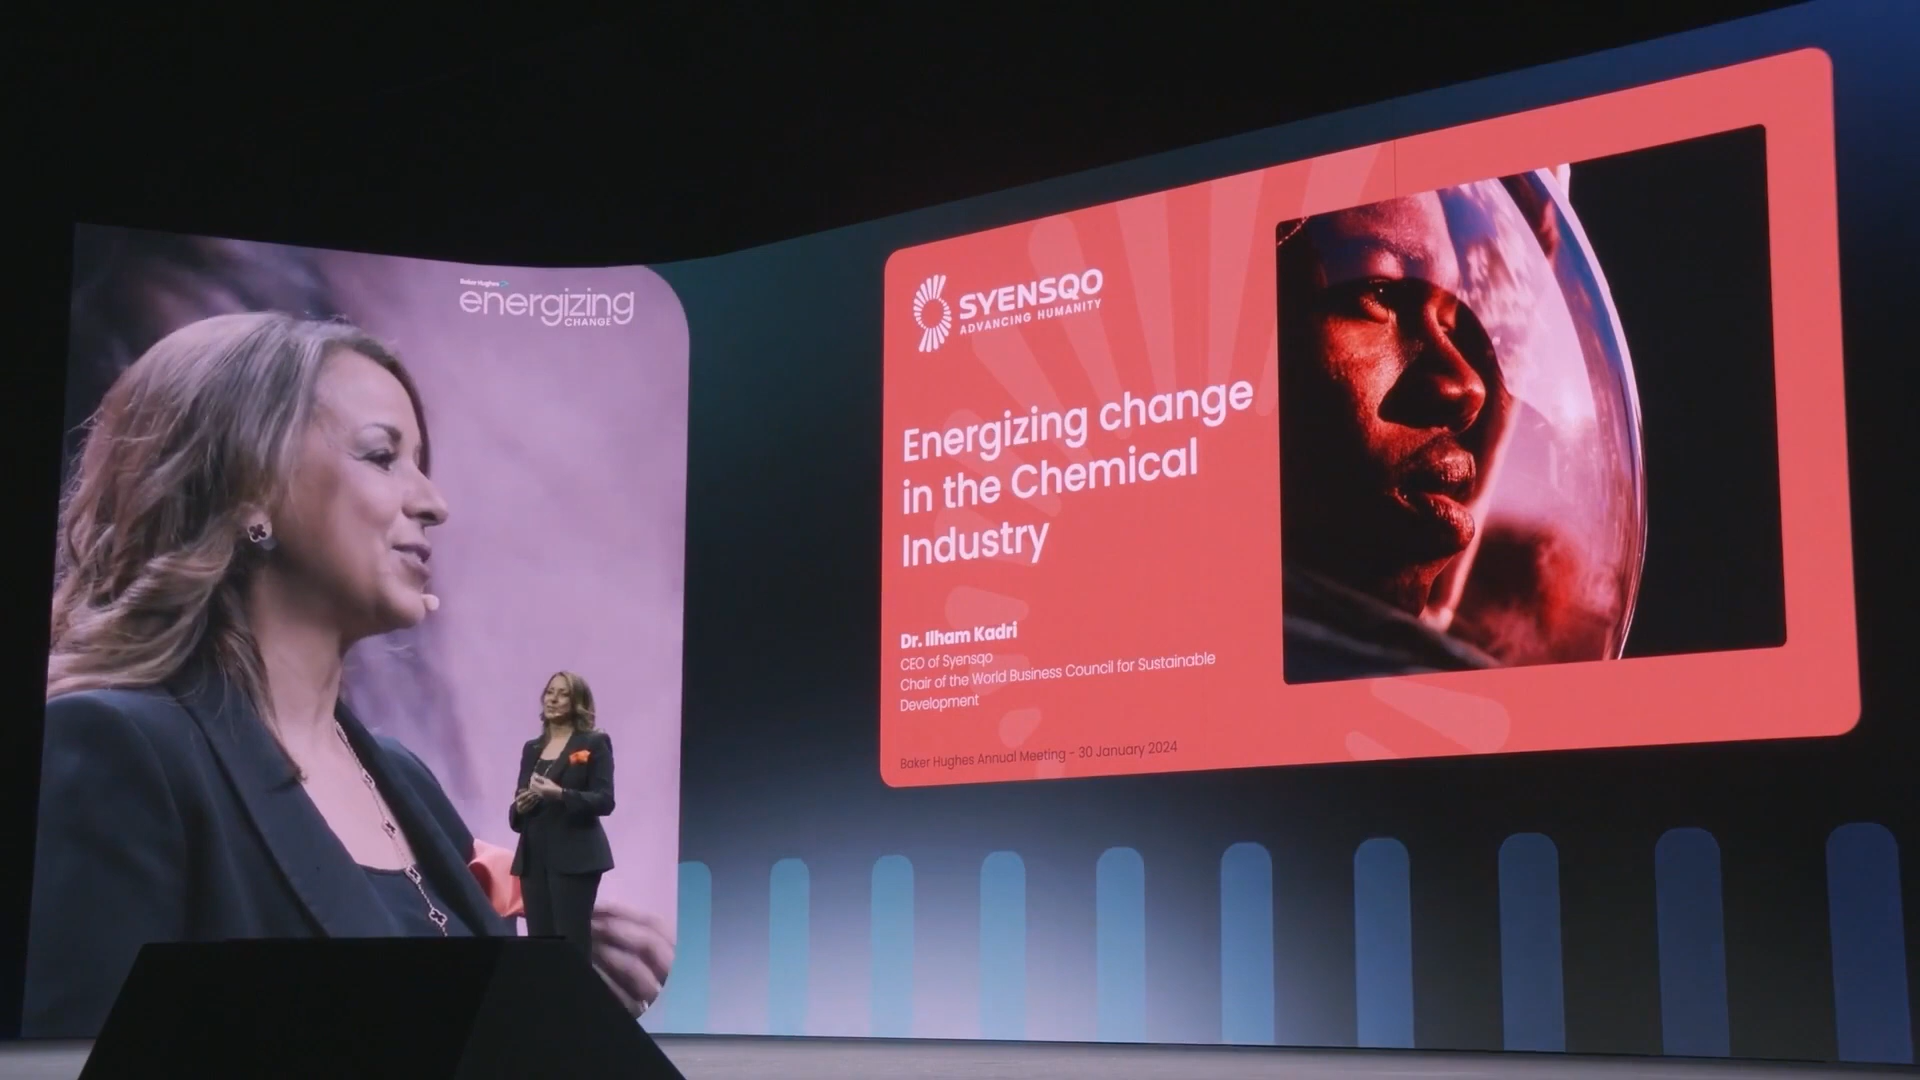 Baker Hughes
energizing
CHANGE
SYENSQO
ADVANCING HUMANITY
Energizing change
in the Chemical
Industry
Dr. Ilham Kadri
CEO of Syensqo
Chair of the World Business Council for Sustainable
Development
Baker Hughes Annual Meeting - 30 January 2024